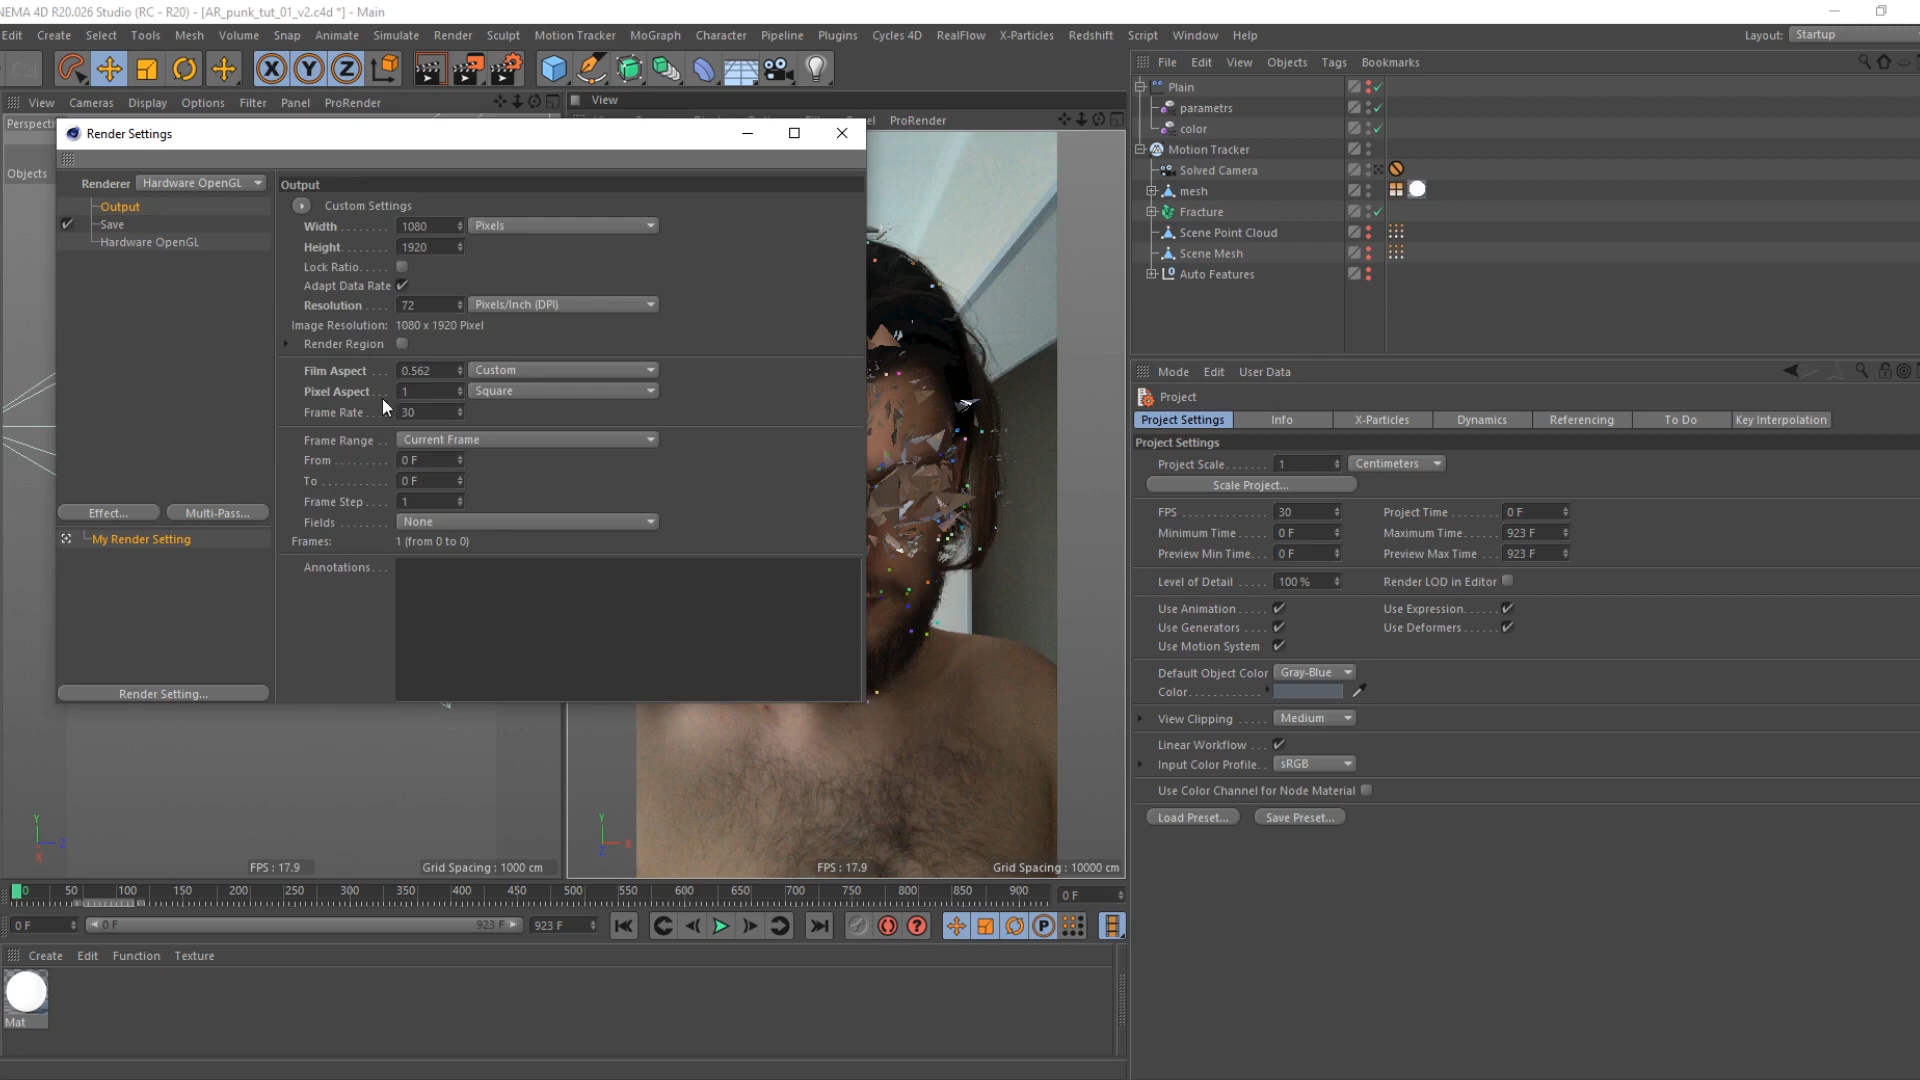 NEMA 4D R20.026 Studio (RC - R20) - [AR_punk_tut_01_v2.c4d *] - Main
Edit Create Select Tools Mesh Volume Snap Animate Simulate Render Sculpt Motion Tracker MoGraph Character Pipeline Plugins Cycles 4D RealFlow X-Particles Redshift Script Window Help Layout: Startup
File Edit View Objects Tags Bookmarks
View Cameras Display Options Filter Panel ProRender
View
ProRender
Perspecti
Objects
Render Settings
Renderer Hardware OpenGL
Output
Save
Hardware OpenGL
Effect... Multi-Pass...
My Render Setting
Render Setting...
Output
Custom Settings
Width 1080 Pixels
Height 1920
Lock Ratio
Adapt Data Rate
Resolution 72 Pixels/Inch (DPI)
Image Resolution: 1080 x 1920 Pixel
Render Region
Film Aspect 0.562 Custom
Pixel Aspect 1 Square
Frame Rate 30
Frame Range Current Frame
From 0 F
To 0 F
Frame Step 1
Fields None
Frames: 1 (from 0 to 0)
Annotations
Plain
parametrs
color
Motion Tracker
Solved Camera
mesh
Fracture
Scene Point Cloud
Scene Mesh
Auto Features
Mode Edit User Data
Project
Project Settings Info X-Particles Dynamics Referencing To Do Key Interpolation
Project Settings
Project Scale 1 Centimeters
Scale Project...
FPS 30 Project Time 0 F
Minimum Time 0 F Maximum Time 923 F
Preview Min Time 0 F Preview Max Time 923 F
Level of Detail 100 % Render LOD in Editor
Use Animation Use Expression
Use Generators Use Deformers
Use Motion System
Default Object Color Gray-Blue
Color
View Clipping Medium
Linear Workflow
Input Color Profile sRGB
Use Color Channel for Node Material
Load Preset... Save Preset...
Y
Z
X
FPS : 17.9 Grid Spacing : 1000 cm
Y
X
Z
FPS : 17.9 Grid Spacing : 10000 cm
0 50 100 150 200 250 300 350 400 450 500 550 600 650 700 750 800 850 900 0 F
0 F 0 F 923 F 923 F
Create Edit Function Texture
Mat